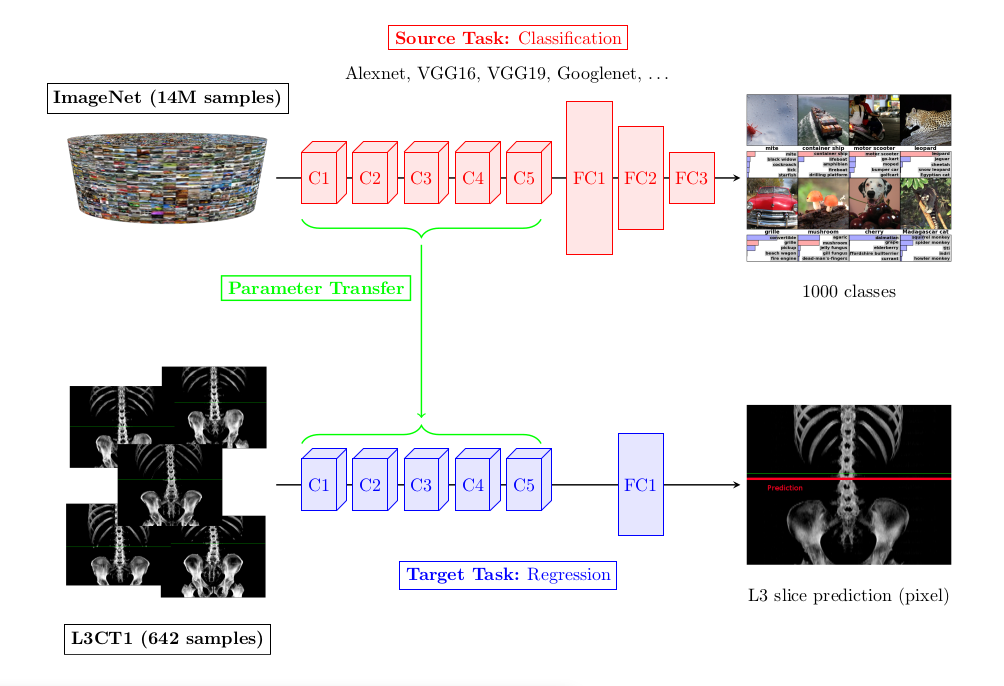 Source Task: Classification
Alexnet, VGG16, VGG19, Googlenet, ...
ImageNet (14M samples)
C1 C2 C3 C4 C5 FC1 FC2 FC3
mite container ship motor scooter leopard
mite container ship motor scooter leopard
black widow lifeboat go-kart jaguar
cockroach amphibian moped cheetah
tick fireboat bumper car snow leopard
starfish drilling platform golfcart Egyptian cat
grille mushroom cherry Madagascar cat
convertible agaric dalmatian squirrel monkey
grille mushroom grape spider monkey
pickup jelly fungus elderberry titi
beach wagon gill fungus ffordshire bullterrier indri
fire engine dead-man's-fingers currant howler monkey
1000 classes
Parameter Transfer
C1 C2 C3 C4 C5 FC1
Prediction
Target Task: Regression
L3 slice prediction (pixel)
L3CT1 (642 samples)